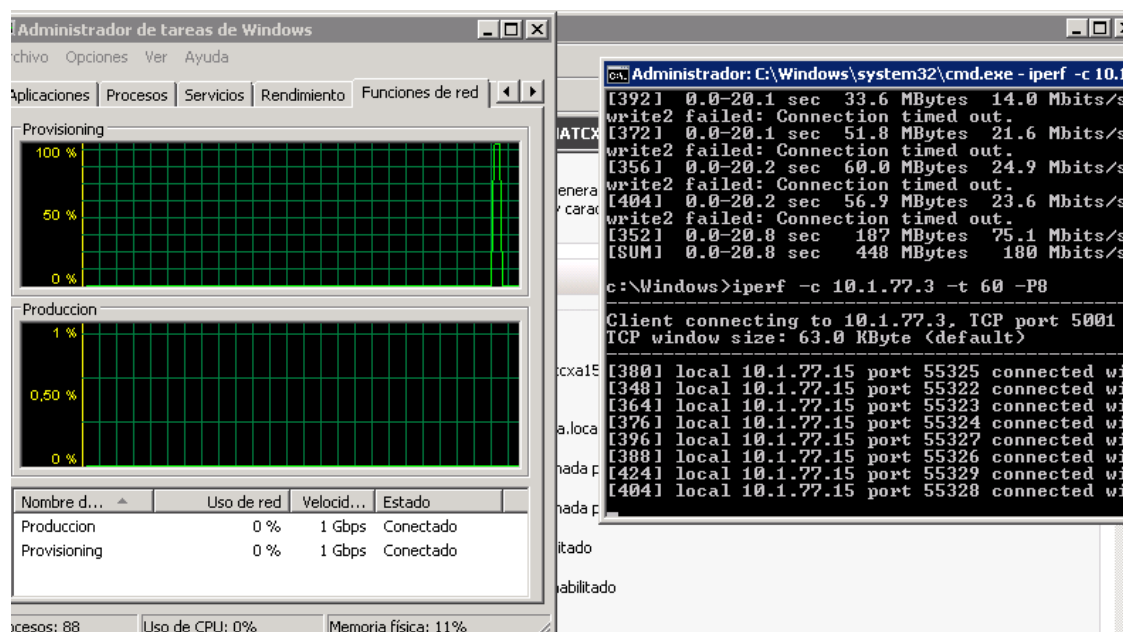 Administrador de tareas de Windows
rchivo Opciones Ver Ayuda
Aplicaciones Procesos Servicios Rendimiento Funciones de red
Provisioning
100 %
50 %
0 %
Produccion
1 %
0,50 %
0 %
Nombre d... Uso de red Velocid... Estado
Produccion 0 % 1 Gbps Conectado
Provisioning 0 % 1 Gbps Conectado
ocesos: 88 Uso de CPU: 0% Memoria física: 11%
IATCX
enera
y carac
cxa15
a.loca
nada p
nada p
itado
abilitado
Administrador: C:\Windows\system32\cmd.exe - iperf -c 10.1
[392] 0.0-20.1 sec 33.6 MBytes 14.0 Mbits/s
write2 failed: Connection timed out.
[372] 0.0-20.1 sec 51.8 MBytes 21.6 Mbits/s
write2 failed: Connection timed out.
[356] 0.0-20.2 sec 60.0 MBytes 24.9 Mbits/s
write2 failed: Connection timed out.
[404] 0.0-20.2 sec 56.9 MBytes 23.6 Mbits/s
write2 failed: Connection timed out.
[352] 0.0-20.8 sec 187 MBytes 75.1 Mbits/s
[SUM] 0.0-20.8 sec 448 MBytes 180 Mbits/s
c:\Windows>iperf -c 10.1.77.3 -t 60 -P8
Client connecting to 10.1.77.3, TCP port 5001
TCP window size: 63.0 KByte (default)
[380] local 10.1.77.15 port 55325 connected wi
[348] local 10.1.77.15 port 55322 connected wi
[364] local 10.1.77.15 port 55323 connected wi
[376] local 10.1.77.15 port 55324 connected wi
[396] local 10.1.77.15 port 55327 connected wi
[388] local 10.1.77.15 port 55326 connected wi
[424] local 10.1.77.15 port 55329 connected wi
[404] local 10.1.77.15 port 55328 connected wi